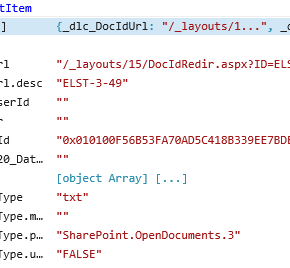 tItem
] {_dlc_DocIdUrl: "/_layouts/1...", _c
rl "/_layouts/15/DocIdRedir.aspx?ID=ELS
rl.desc "ELST-3-49"
serId ""
r ""
Id "0x010100F56B53FA70AD5C418B339EE7BDE
20_Dat... ""
[object Array] [...]
Type "txt"
Type.m... ""
Type.p... "SharePoint.OpenDocuments.3"
Type.u... "FALSE"